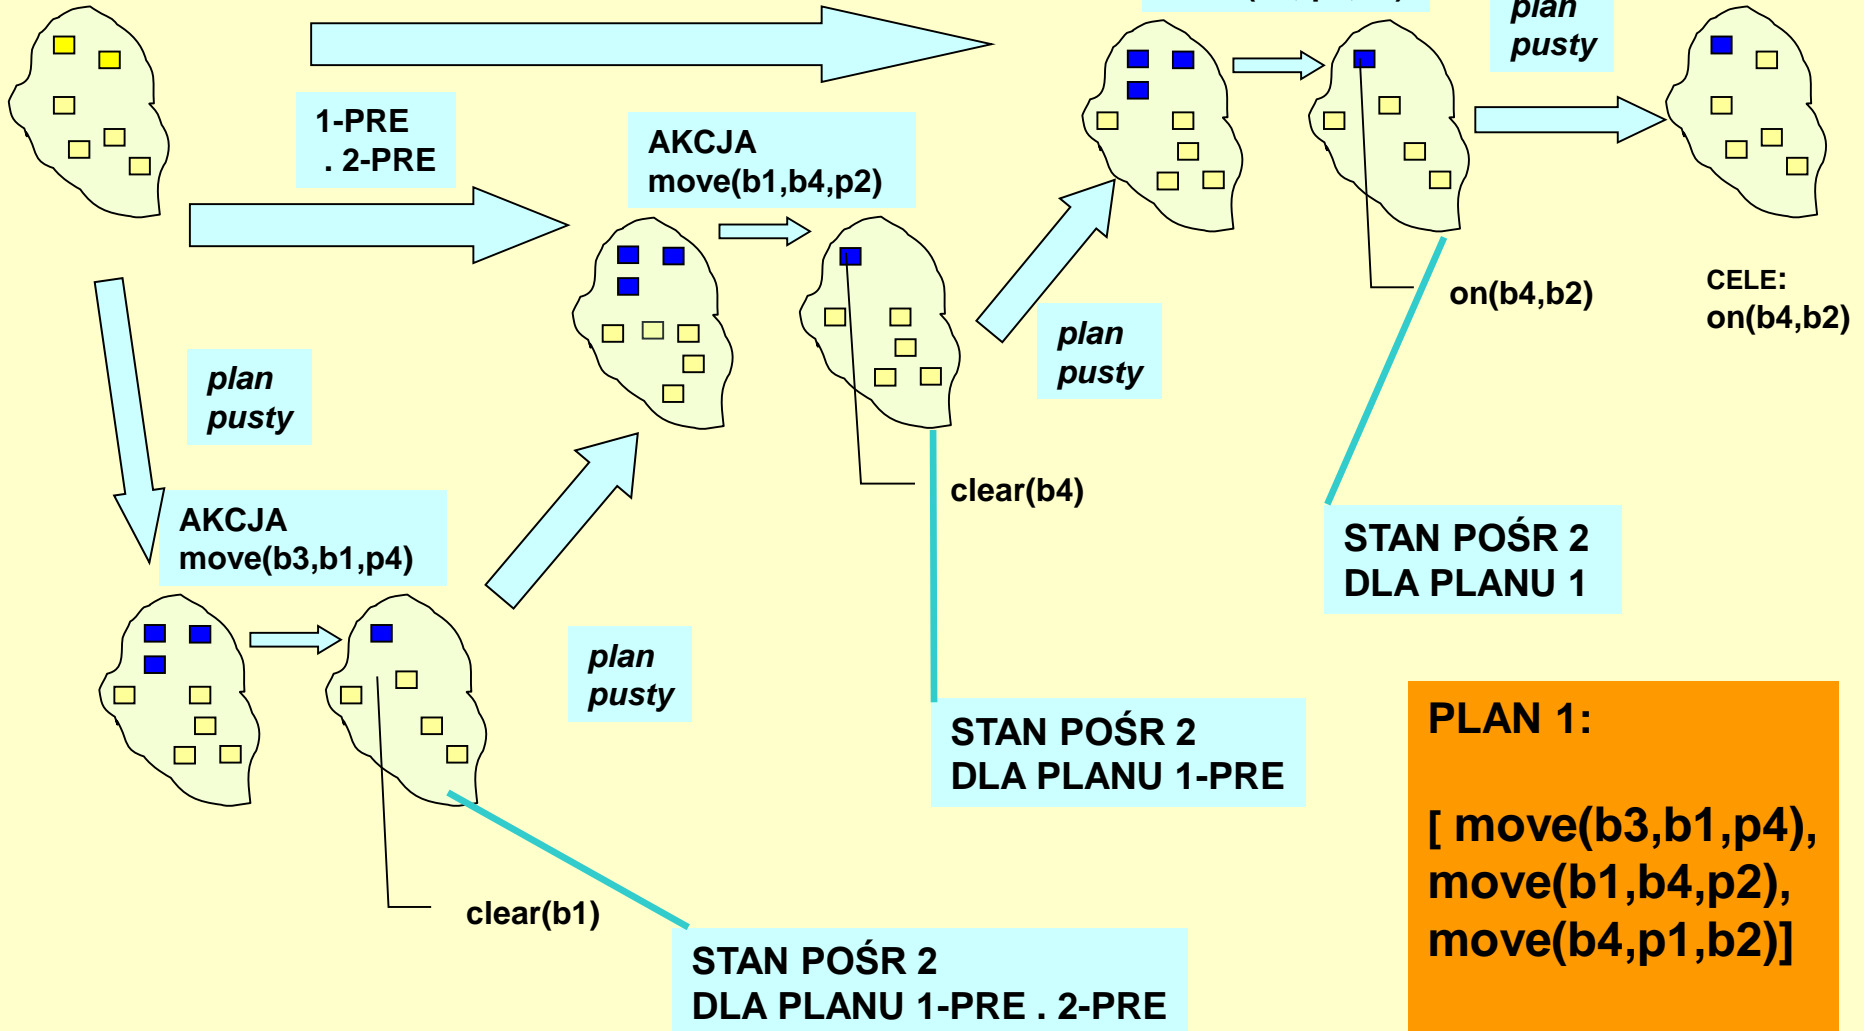 plan
pusty
1-PRE
. 2-PRE
AKCJA
move(b1,b4,p2)
on(b4,b2)
CELE:
on(b4,b2)
plan
pusty
plan
pusty
clear(b4)
AKCJA
move(b3,b1,p4)
STAN POŚR 2
DLA PLANU 1
plan
pusty
STAN POŚR 2
DLA PLANU 1-PRE
PLAN 1:
[ move(b3,b1,p4),
move(b1,b4,p2),
move(b4,p1,b2)]
clear(b1)
STAN POŚR 2
DLA PLANU 1-PRE . 2-PRE